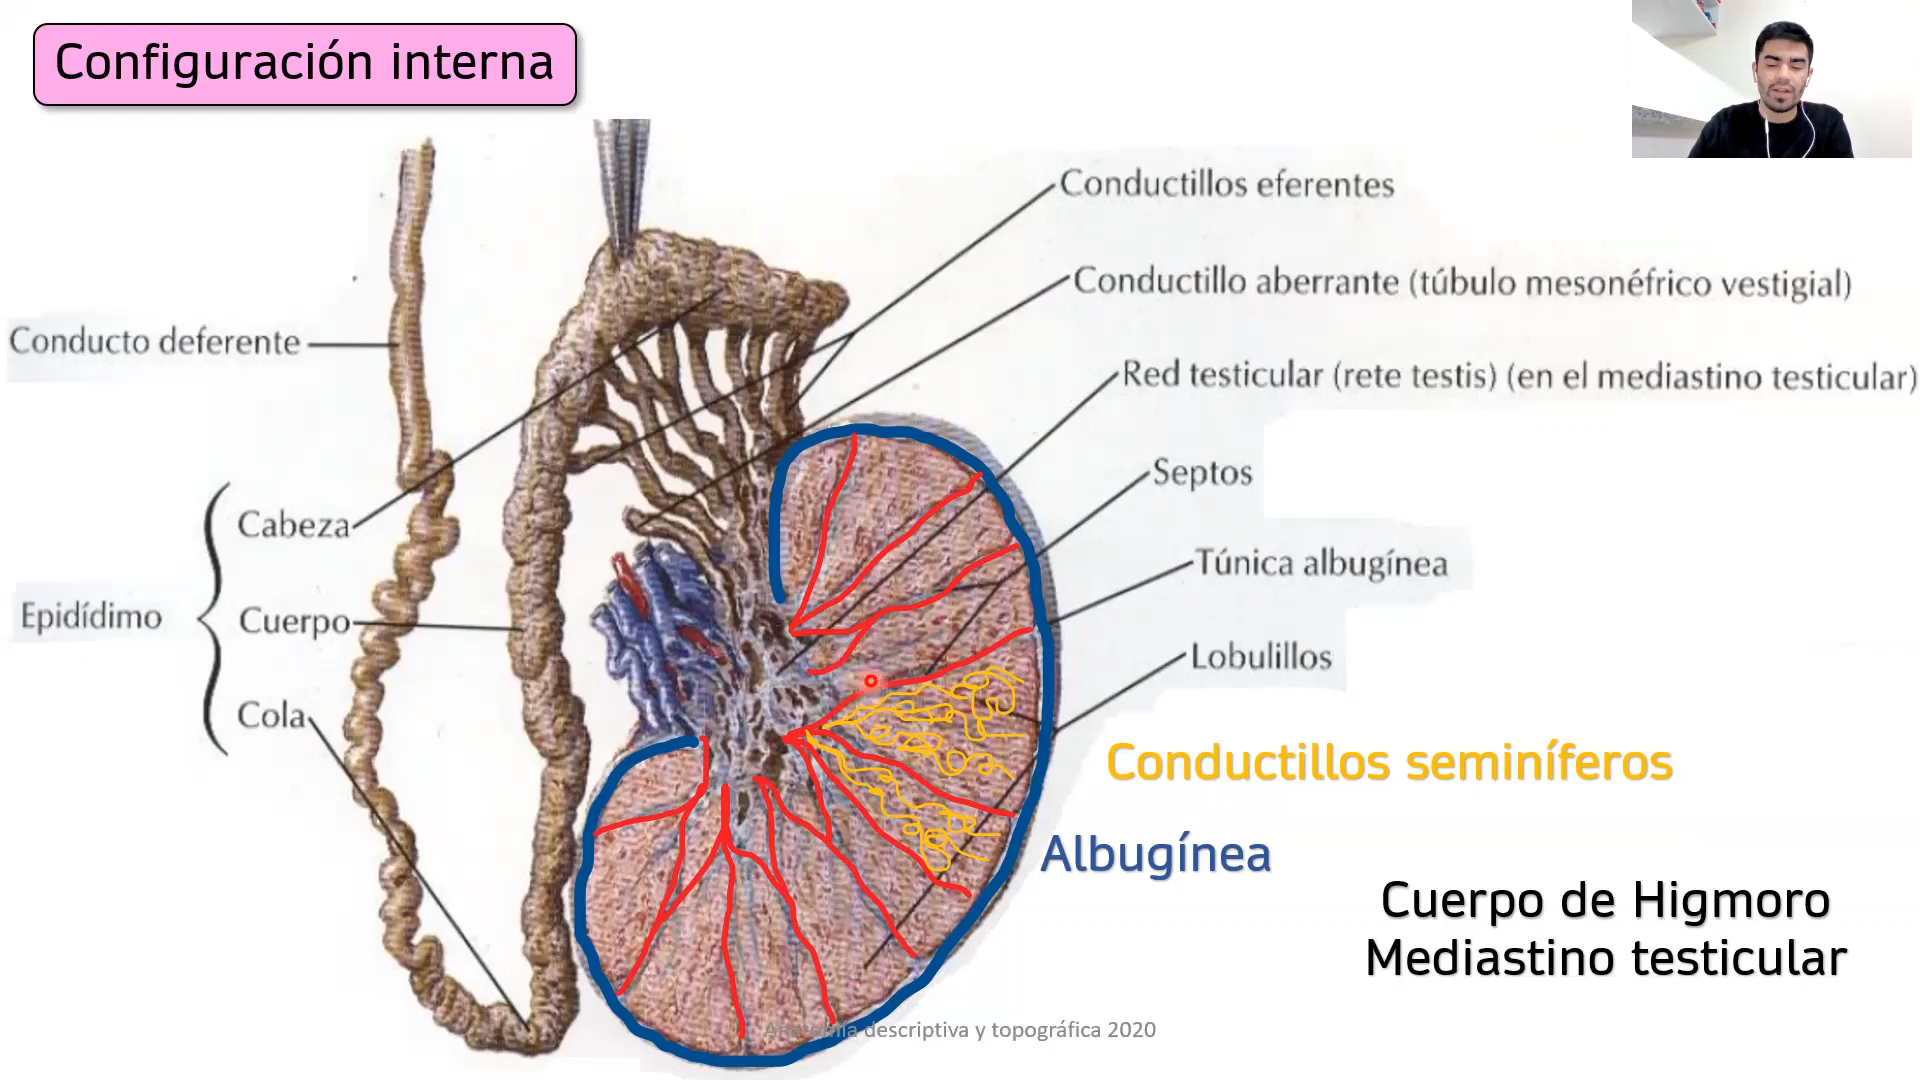 Configuración interna
Conductillos eferentes
Conductillo aberrante (túbulo mesonéfrico vestigial)
Conducto deferente
Red testicular (rete testis) (en el mediastino testicular)
Septos
Cabeza
Túnica albugínea
Epidídimo
Cuerpo
Lobulillos
Cola
Conductillos seminíferos
Albugínea
Cuerpo de Higmoro
Mediastino testicular
Anatomia descriptiva y topográfica 2020